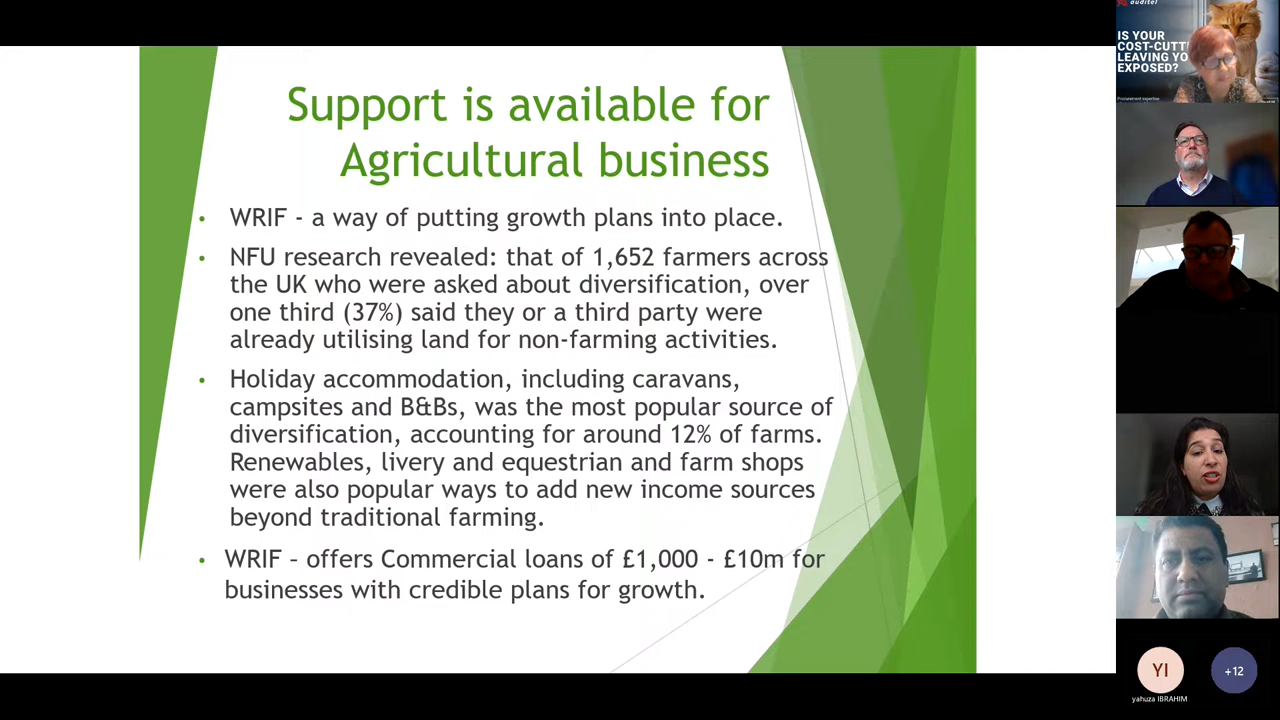 Support is available for
Agricultural business
• WRIF - a way of putting growth plans into place.
• NFU research revealed: that of 1,652 farmers across
the UK who were asked about diversification, over
one third (37%) said they or a third party were
already utilising land for non-farming activities.
• Holiday accommodation, including caravans,
campsites and B&Bs, was the most popular source of
diversification, accounting for around 12% of farms.
Renewables, livery and equestrian and farm shops
were also popular ways to add new income sources
beyond traditional farming.
• WRIF – offers Commercial loans of £1,000 - £10m for
businesses with credible plans for growth.
auditel
IS YOUR
COST-CUTT
LEAVING YO
EXPOSED?
Procurement expertise
YI
+12
yahuza IBRAHIM